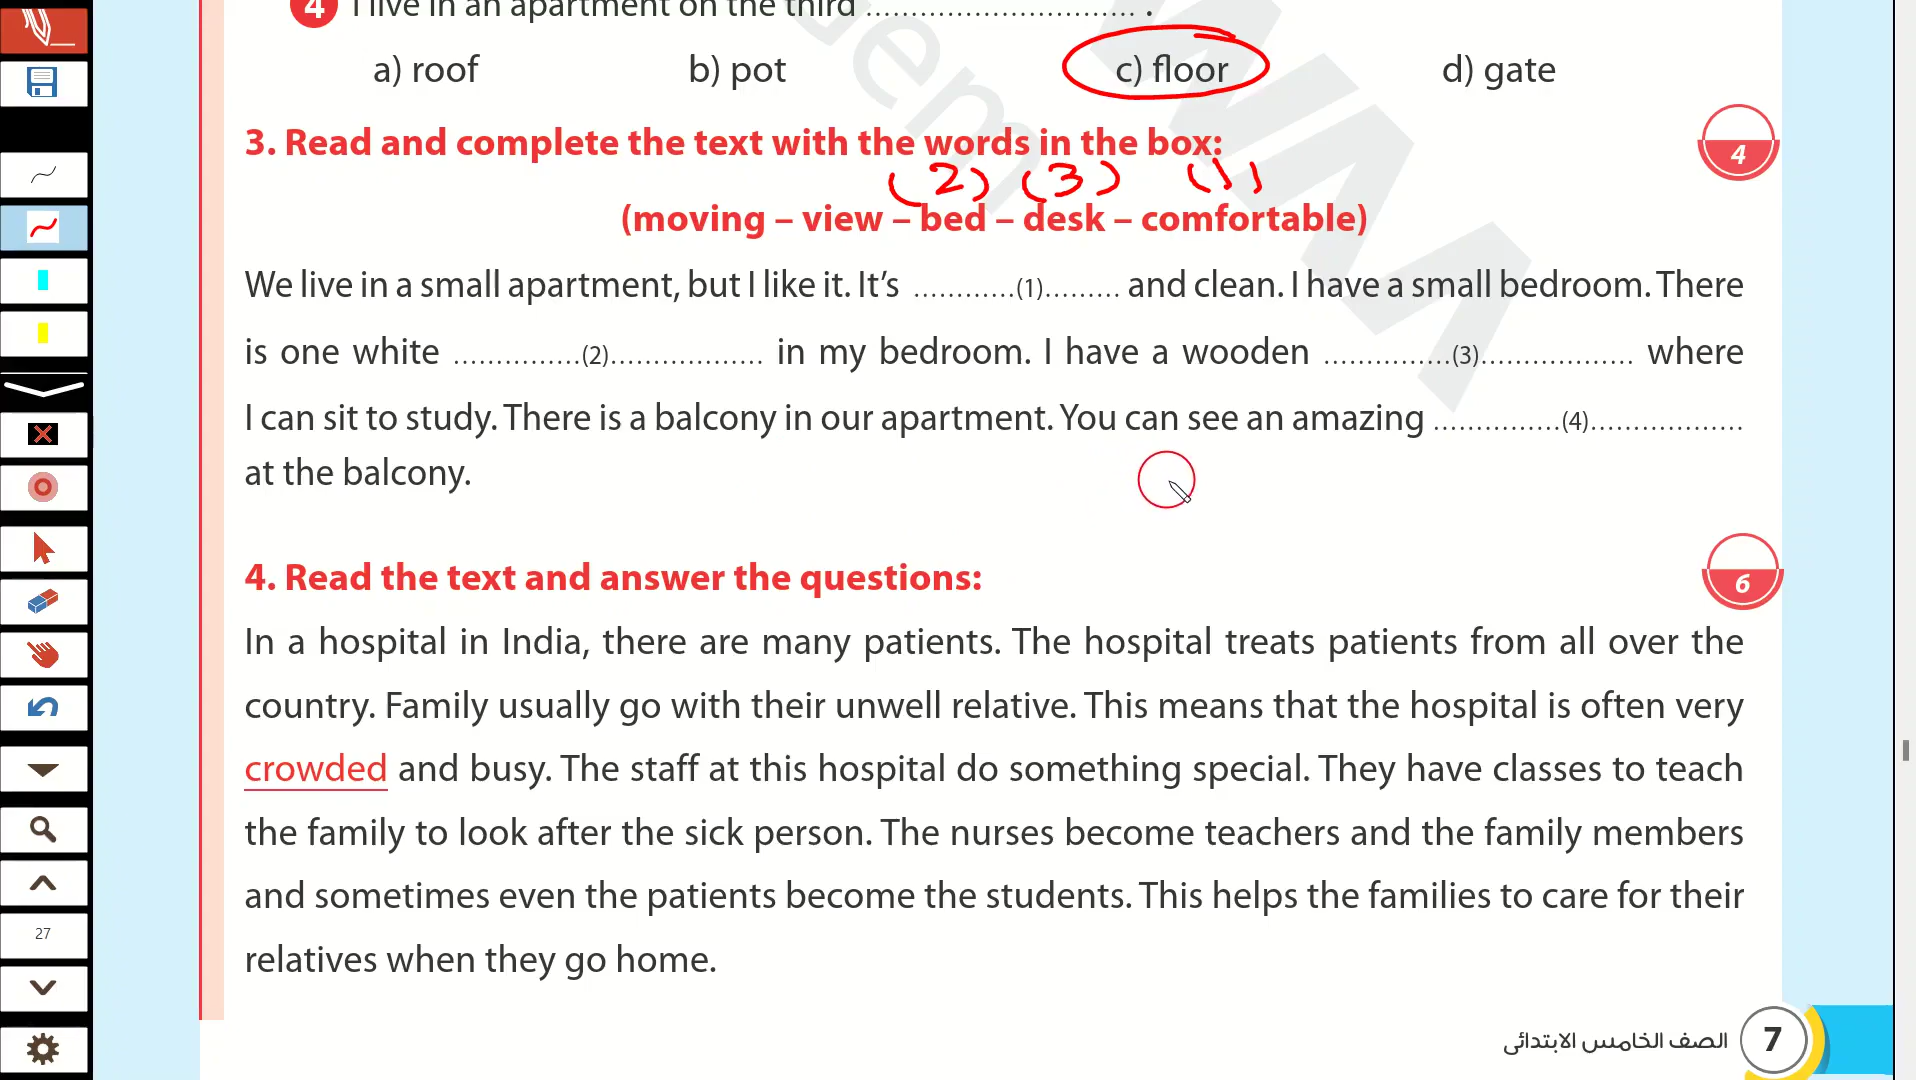 4 I live in an apartment on the third .............................. .
a) roof b) pot c) floor d) gate
3. Read and complete the text with the words in the box:
4
(2) (3) (1)
(moving – view – bed – desk – comfortable)
We live in a small apartment, but I like it. It’s ............(1)......... and clean. I have a small bedroom. There
is one white ...............(2).................. in my bedroom. I have a wooden ...............(3).................. where
I can sit to study. There is a balcony in our apartment. You can see an amazing ...............(4)..................
at the balcony.
4. Read the text and answer the questions:
6
In a hospital in India, there are many patients. The hospital treats patients from all over the
country. Family usually go with their unwell relative. This means that the hospital is often very
crowded and busy. The staff at this hospital do something special. They have classes to teach
the family to look after the sick person. The nurses become teachers and the family members
and sometimes even the patients become the students. This helps the families to care for their
relatives when they go home.
27
الصف الخامس الابتدائى 7